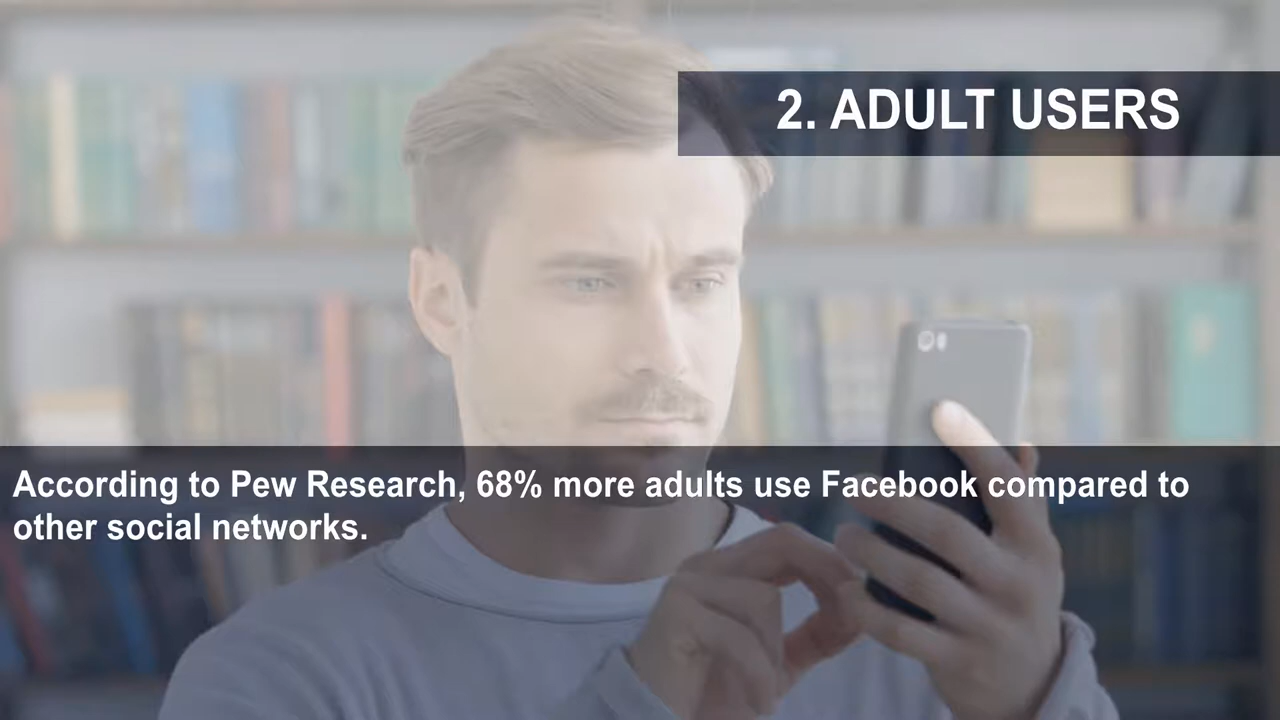 2. ADULT USERS
According to Pew Research, 68% more adults use Facebook compared to
other social networks.